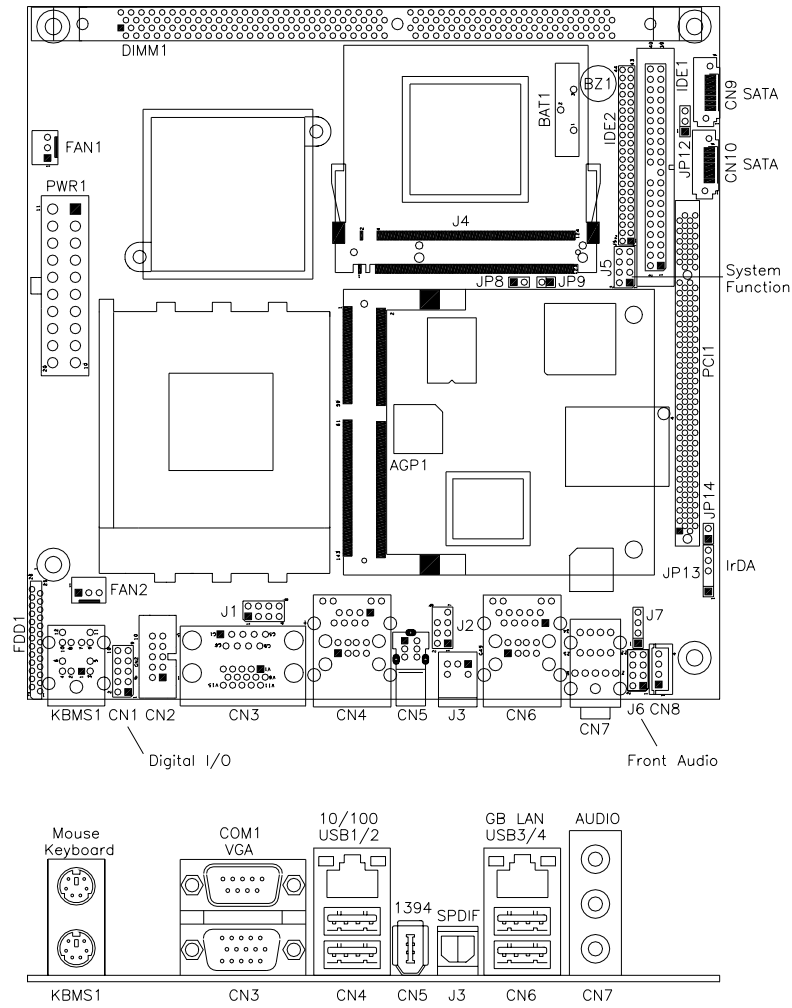 DIMM1
BZ1
BAT1
IDE2
IDE1
JP12
CN9 SATA
CN10 SATA
FAN1
PWR1
11
20
10
J4
J5
JP8
JP9
System
Function
PCI1
AGP1
JP14
JP13
IrDA
FDD1
FAN2
J1
J2
J7
KBMS1
CN1
CN2
CN3
CN4
CN5
J3
CN6
CN7
J6
CN8
Digital I/O
Front Audio
Mouse
Keyboard
COM1
VGA
10/100
USB1/2
1394
SPDIF
GB LAN
USB3/4
AUDIO
KBMS1
CN3
CN4
CN5
J3
CN6
CN7